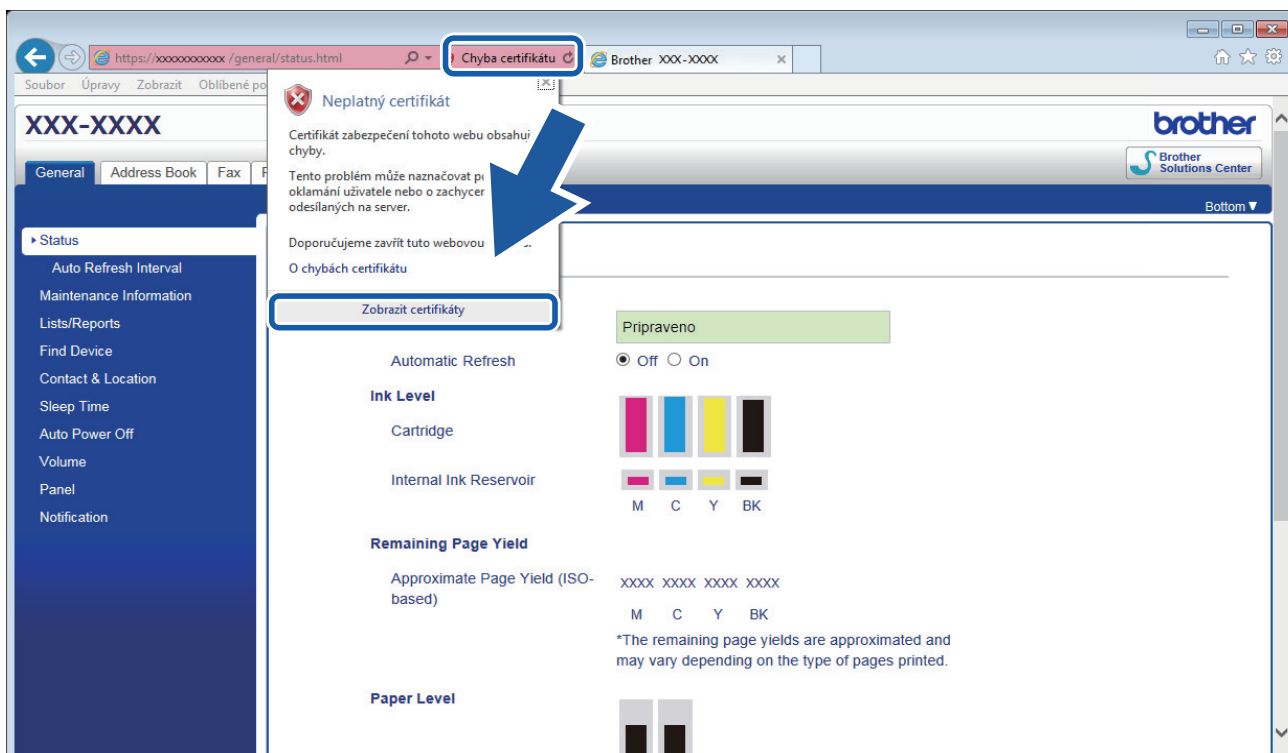 https://xxxxxxxxxxx /general/status.html
Chyba certifikátu
Brother XXX-XXXX
Soubor Úpravy Zobrazit Oblíbené po
Neplatný certifikát
Certifikát zabezpečení tohoto webu obsahuj
chyby.
Tento problém může naznačovat
oklamání uživatele nebo o
odesílaných na server.
Doporučujeme zavřít tuto webovou
O chybách certifikátu
Zobrazit certifikáty
XXX-XXXX
brother
Brother
Solutions Center
General Address Book Fax
Bottom▼
Status
Auto Refresh Interval
Maintenance Information
Lists/Reports
Find Device
Contact & Location
Sleep Time
Auto Power Off
Volume
Panel
Notification
Pripraveno
Automatic Refresh Off On
Ink Level
Cartridge
Internal Ink Reservoir
M C Y BK
Remaining Page Yield
Approximate Page Yield (ISO-
based)
XXXX XXXX XXXX XXXX
M C Y BK
*The remaining page yields are approximated and
may vary depending on the type of pages printed.
Paper Level